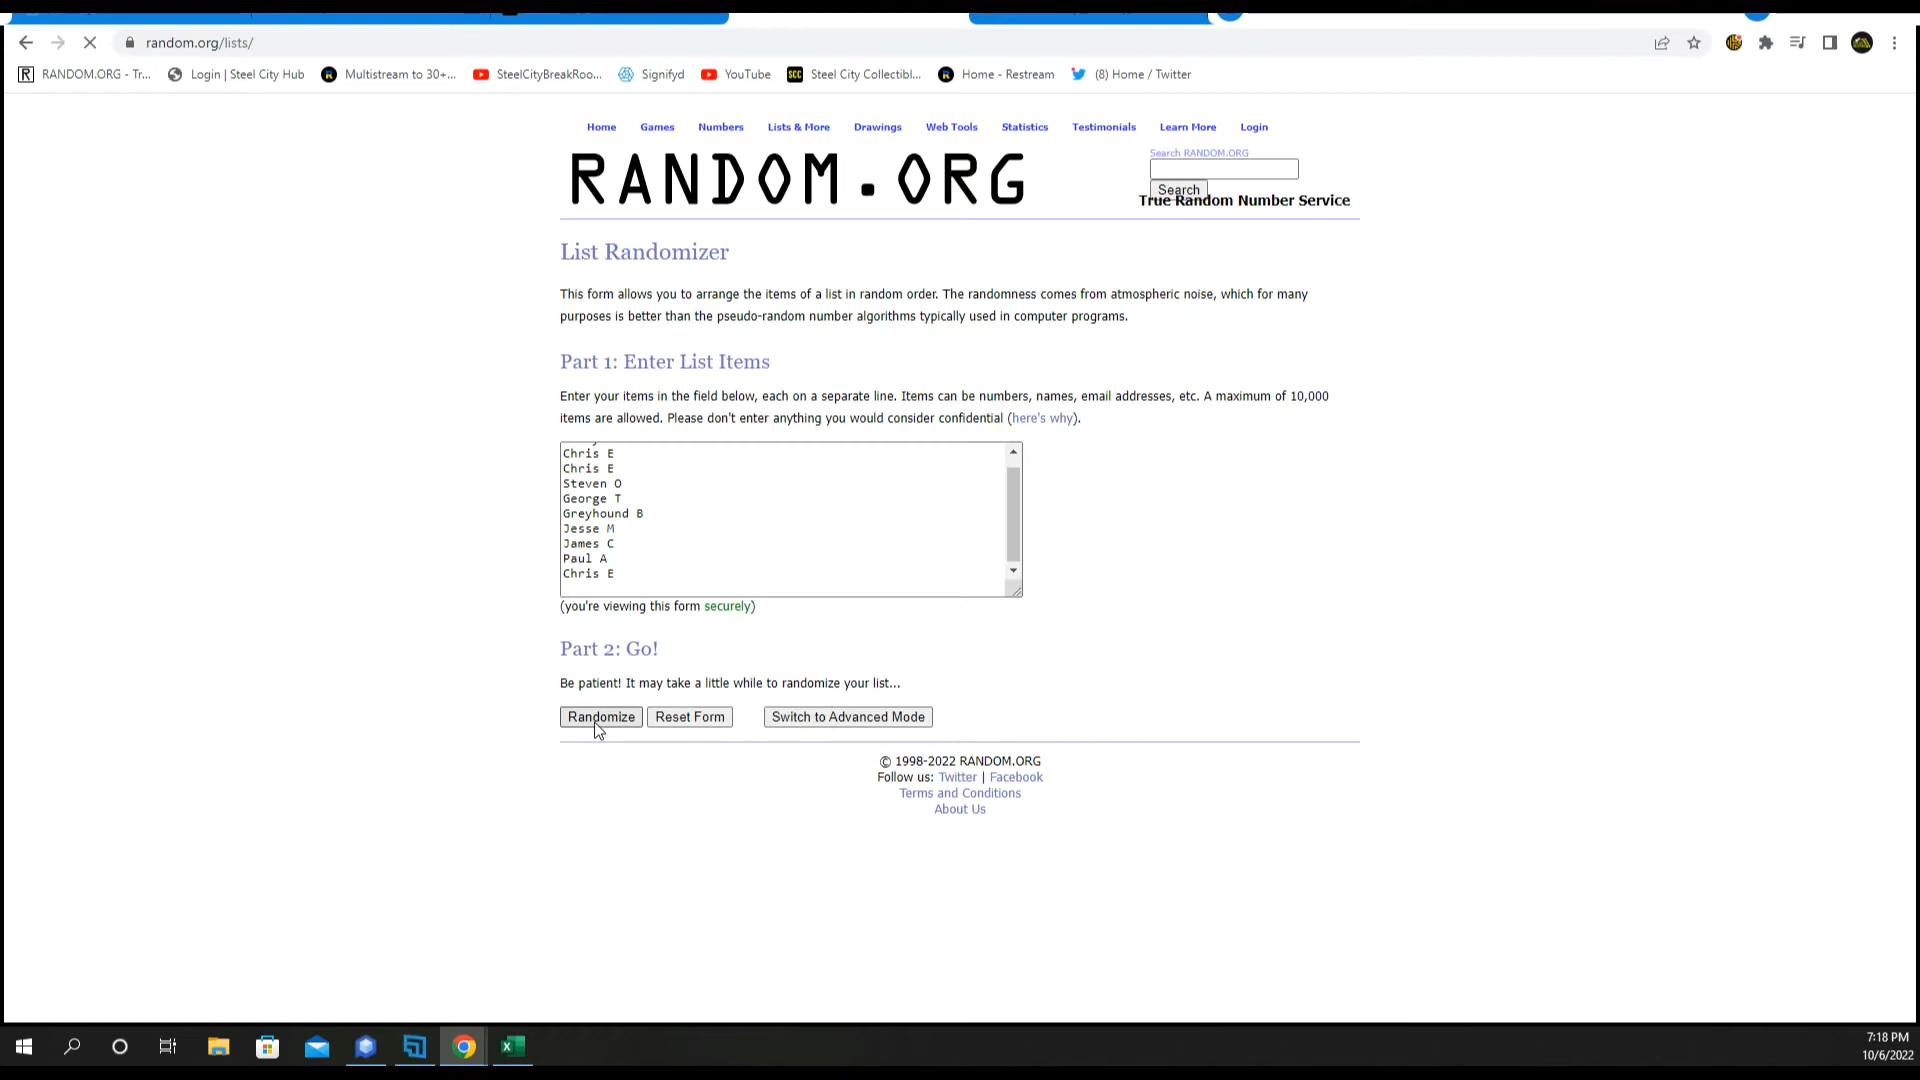 random.org/lists/
RANDOM.ORG - Tr... Login | Steel City Hub Multistream to 30+... SteelCityBreakRoo... Signifyd YouTube SCC Steel City Collectibl... Home - Restream (8) Home / Twitter
Home Games Numbers Lists & More Drawings Web Tools Statistics Testimonials Learn More Login
RANDOM.ORG
Search RANDOM.ORG
Search
True Random Number Service
List Randomizer
This form allows you to arrange the items of a list in random order. The randomness comes from atmospheric noise, which for many
purposes is better than the pseudo-random number algorithms typically used in computer programs.
Part 1: Enter List Items
Enter your items in the field below, each on a separate line. Items can be numbers, names, email addresses, etc. A maximum of 10,000
items are allowed. Please don't enter anything you would consider confidential (here's why).
Chris E
Chris E
Steven O
George T
Greyhound B
Jesse M
James C
Paul A
Chris E
(you're viewing this form securely)
Part 2: Go!
Be patient! It may take a little while to randomize your list...
Randomize Reset Form Switch to Advanced Mode
© 1998-2022 RANDOM.ORG
Follow us: Twitter | Facebook
Terms and Conditions
About Us
7:18 PM
10/6/2022